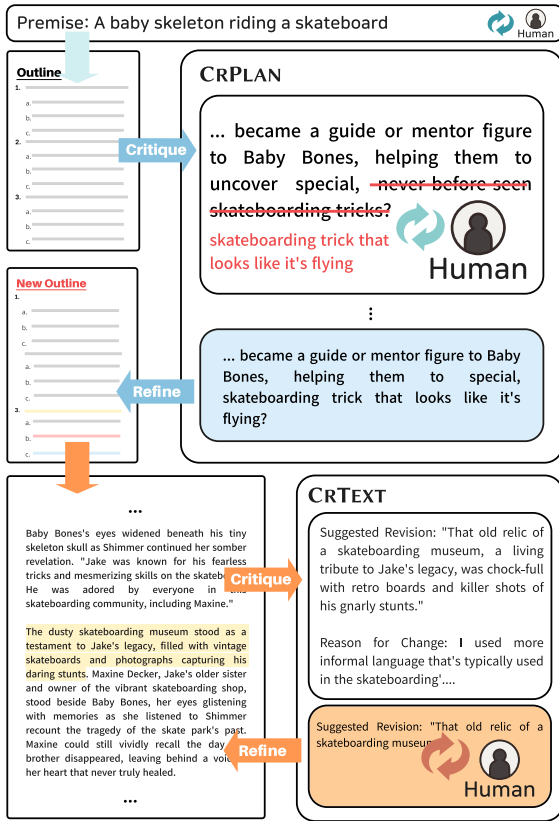 Premise: A baby skeleton riding a skateboard
Human
Outline
1.
a.
b.
c.
2.
a.
b.
c.
3.
a.
b.
c.
Critique
CRPLAN
... became a guide or mentor figure
to Baby Bones, helping them to
uncover special, never before seen
skateboarding tricks?
skateboarding trick that
looks like it's flying
Human
⋮
... became a guide or mentor figure to Baby
Bones, helping them to special,
skateboarding trick that looks like it's
flying?
Refine
New Outline
1.
a.
b.
c.
a.
b.
c.
3.
a.
b.
c.
...
Baby Bones's eyes widened beneath his tiny
skeleton skull as Shimmer continued her somber
revelation. "Jake was known for his fearless
tricks and mesmerizing skills on the
He was adored by everyone in
skateboarding community, including Maxine."
The dusty skateboarding museum stood as a
testament to Jake's legacy, filled with vintage
skateboards and photographs capturing his
daring stunts. Maxine Decker, Jake's older sister
and owner of the vibrant skateboarding shop,
stood beside Baby Bones, her eyes glistening
with memories as she listened to Shimmer
recount the tragedy of the skate park's past.
Maxine could still vividly recall the day
brother disappeared, leaving behind a
her heart that never truly healed.
...
Critique
Refine
CRTEXT
Suggested Revision: "That old relic of
a skateboarding museum, a living
tribute to Jake's legacy, was chock-full
with retro boards and killer shots of
his gnarly stunts."
Reason for Change: I used more
informal language that's typically used
in the skateboarding'....
Suggested Revision: "That old relic of a
skateboarding
Human